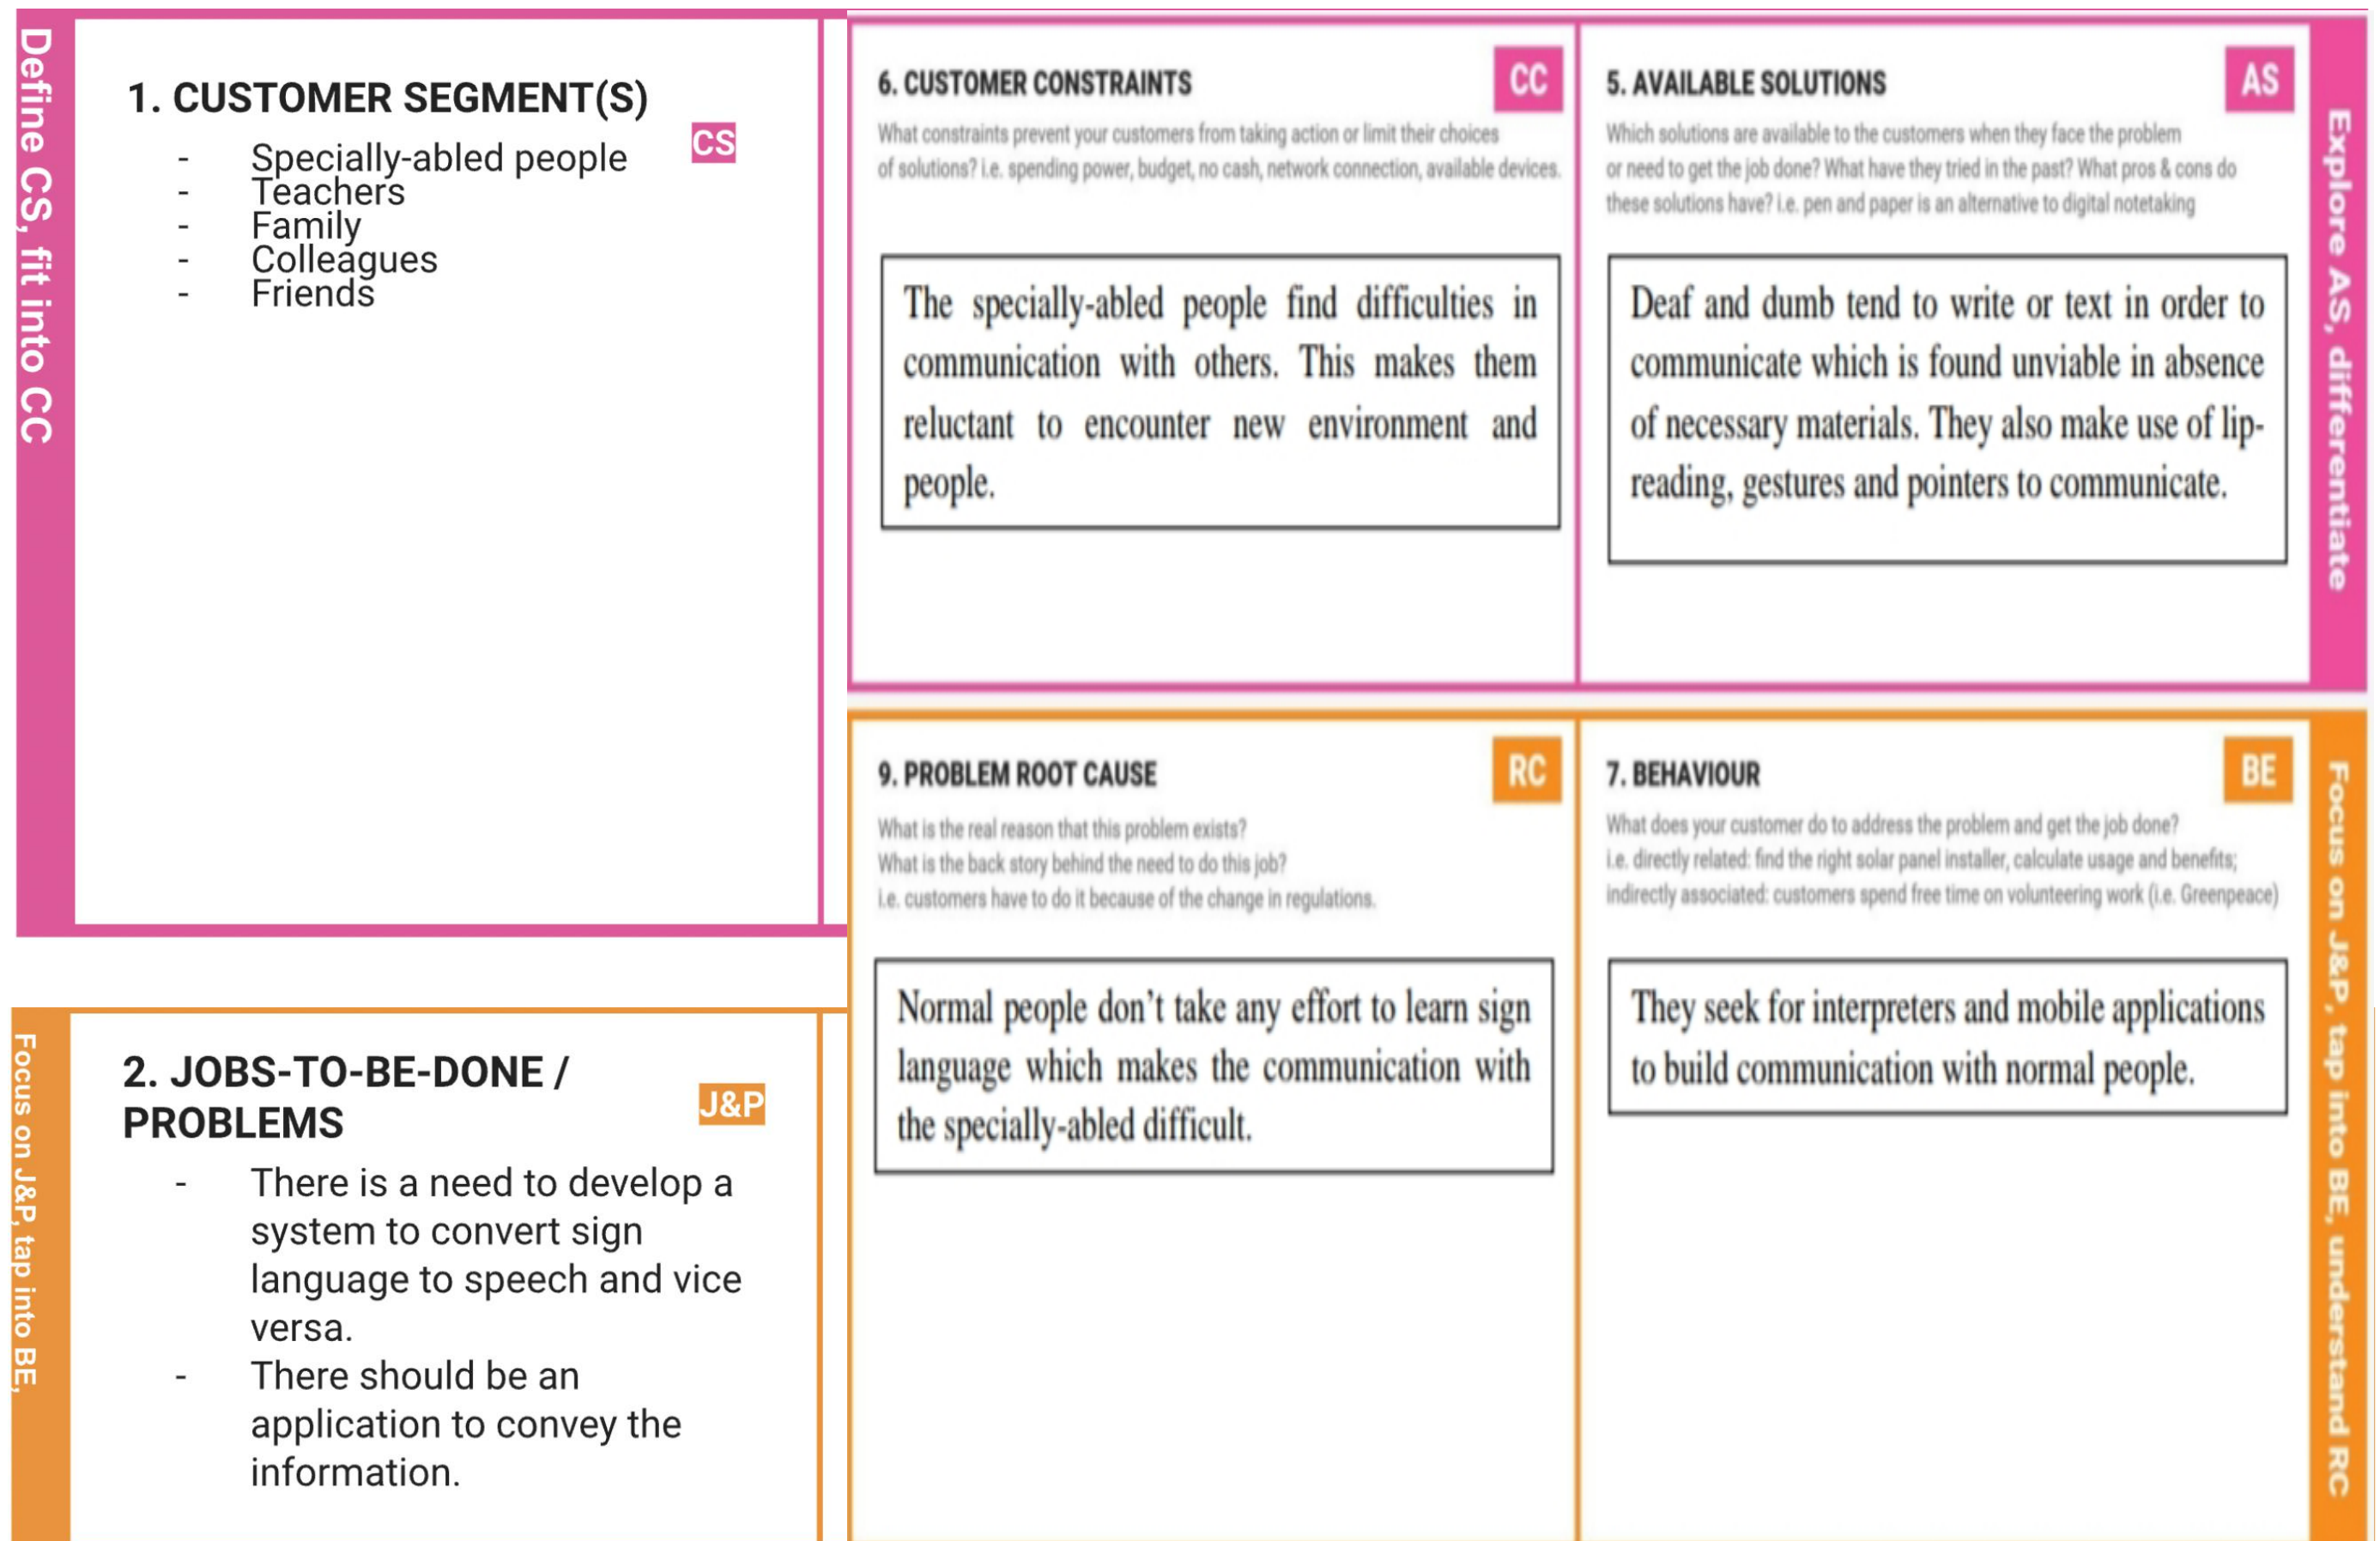 Define CS, fit into CC
1. CUSTOMER SEGMENT(S)
CS
- Specially-abled people
- Teachers
- Family
- Colleagues
- Friends
6. CUSTOMER CONSTRAINTS
CC
What constraints prevent your customers from taking action or limit their choices
of solutions? i.e. spending power, budget, no cash, network connection, available devices.
The specially-abled people find difficulties in
communication with others. This makes them
reluctant to encounter new environment and
people.
5. AVAILABLE SOLUTIONS
AS
Which solutions are available to the customers when they face the problem
or need to get the job done? What have they tried in the past? What pros & cons do
these solutions have? i.e. pen and paper is an alternative to digital notetaking
Deaf and dumb tend to write or text in order to
communicate which is found unviable in absence
of necessary materials. They also make use of lip-
reading, gestures and pointers to communicate.
Explore AS, differentiate
Focus on J&P, tap into BE,
2. JOBS-TO-BE-DONE /
PROBLEMS
J&P
- There is a need to develop a
system to convert sign
language to speech and vice
versa.
- There should be an
application to convey the
information.
9. PROBLEM ROOT CAUSE
RC
What is the real reason that this problem exists?
What is the back story behind the need to do this job?
i.e. customers have to do it because of the change in regulations.
Normal people don't take any effort to learn sign
language which makes the communication with
the specially-abled difficult.
7. BEHAVIOUR
BE
What does your customer do to address the problem and get the job done?
i.e. directly related: find the right solar panel installer, calculate usage and benefits;
indirectly associated: customers spend free time on volunteering work (i.e. Greenpeace)
They seek for interpreters and mobile applications
to build communication with normal people.
Focus on J&P, tap into BE, understand RC